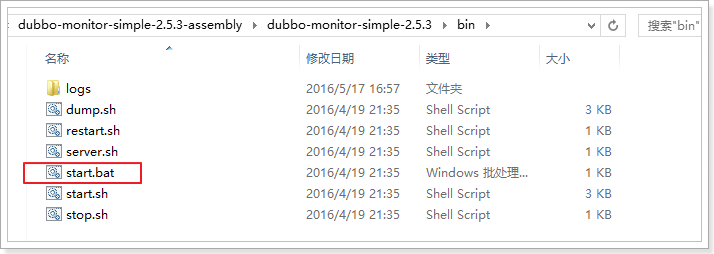 dubbo-monitor-simple-2.5.3-assembly ▸ dubbo-monitor-simple-2.5.3 ▸ bin ▸ 搜索"bin"
名称 修改日期 类型 大小
logs 2016/5/17 16:57 文件夹
dump.sh 2016/4/19 21:35 Shell Script 3 KB
restart.sh 2016/4/19 21:35 Shell Script 1 KB
server.sh 2016/4/19 21:35 Shell Script 1 KB
start.bat 2016/4/19 21:35 Windows 批处理... 1 KB
start.sh 2016/4/19 21:35 Shell Script 3 KB
stop.sh 2016/4/19 21:35 Shell Script 1 KB